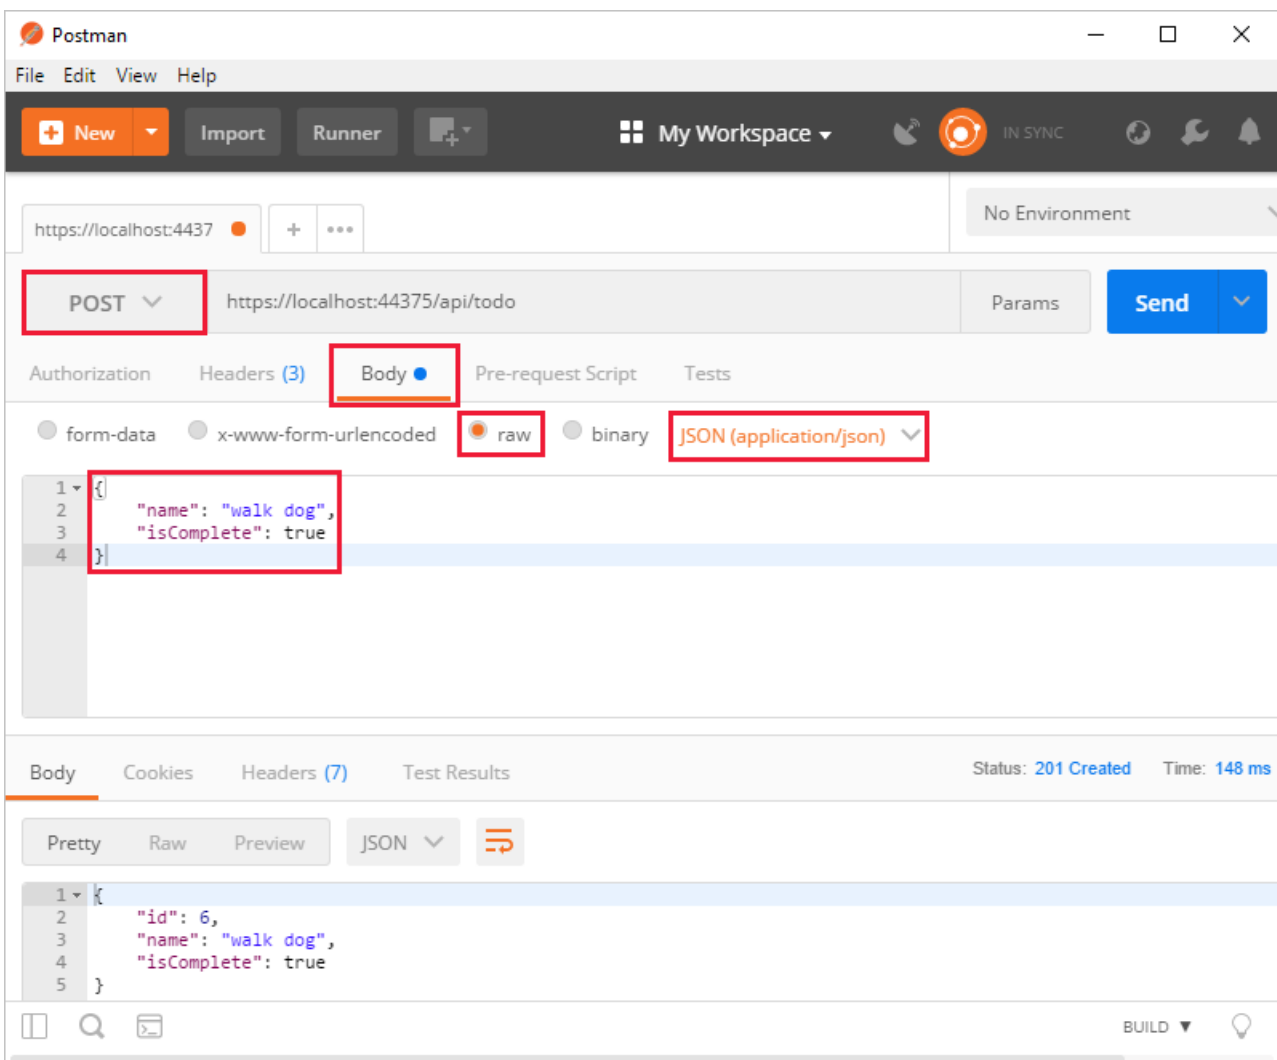 Postman
File Edit View Help
New Import Runner My Workspace IN SYNC
https://localhost:4437 + ••• No Environment
POST https://localhost:44375/api/todo Params Send
Authorization Headers (3) Body Pre-request Script Tests
form-data x-www-form-urlencoded raw binary JSON (application/json)
1 {
2 "name": "walk dog",
3 "isComplete": true
4 }
Body Cookies Headers (7) Test Results Status: 201 Created Time: 148 ms
Pretty Raw Preview JSON
1 {
2 "id": 6,
3 "name": "walk dog",
4 "isComplete": true
5 }
BUILD